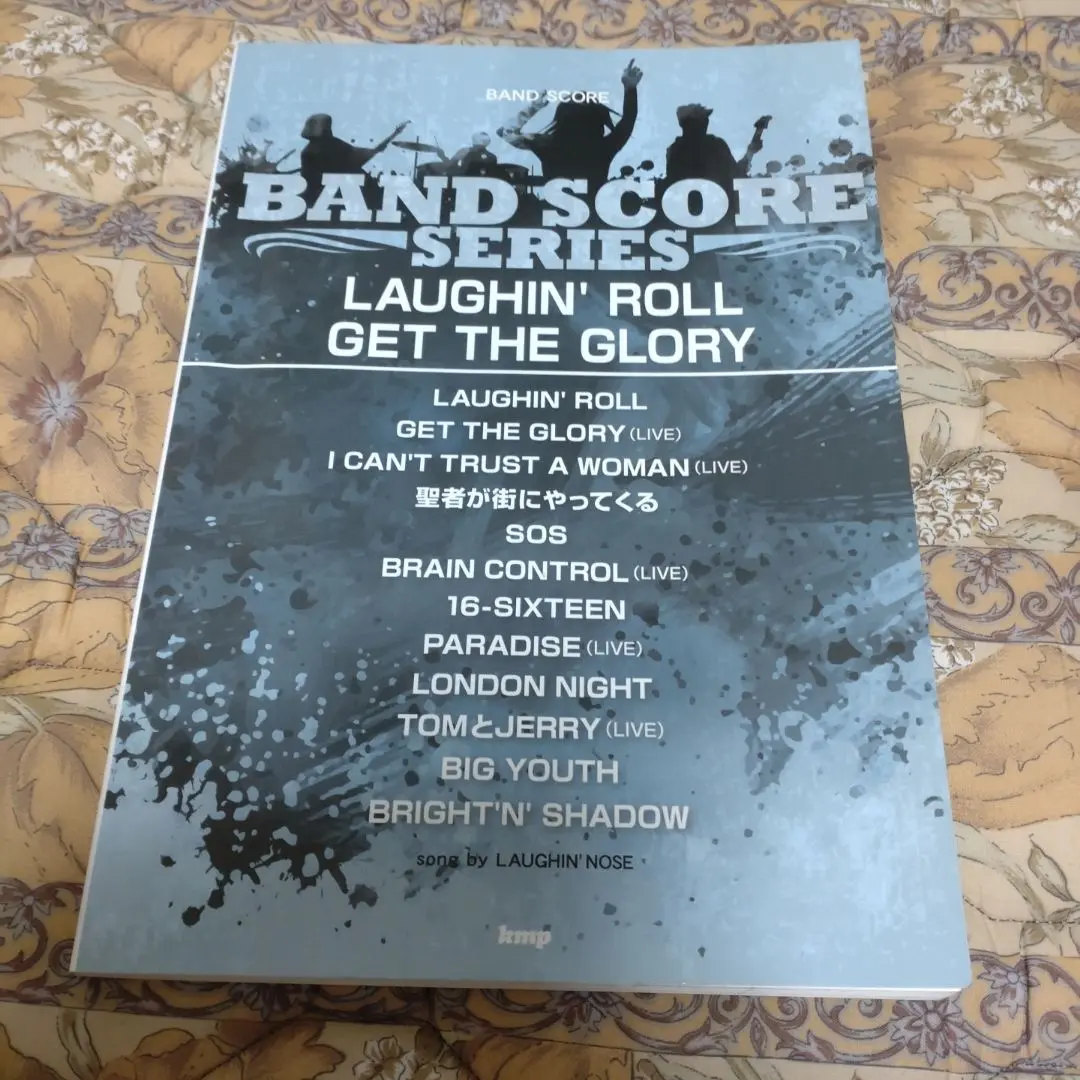 BAND SCORE
BAND SCORE
SERIES
LAUGHIN' ROLL
GET THE GLORY
LAUGHIN' ROLL
GET THE GLORY (LIVE)
I CAN'T TRUST A WOMAN (LIVE)
聖者が街にやってくる
SOS
BRAIN CONTROL (LIVE)
16-SIXTEEN
PARADISE (LIVE)
LONDON NIGHT
TOMとJERRY (LIVE)
BIG YOUTH
BRIGHT'N' SHADOW
song by LAUGHIN' NOSE
kmp